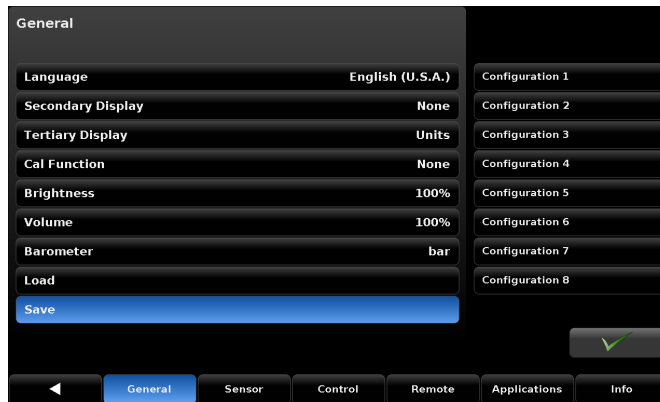 General
Language English (U.S.A.)
Secondary Display None
Tertiary Display Units
Cal Function None
Brightness 100%
Volume 100%
Barometer bar
Load
Save
Configuration 1
Configuration 2
Configuration 3
Configuration 4
Configuration 5
Configuration 6
Configuration 7
Configuration 8
General Sensor Control Remote Applications Info